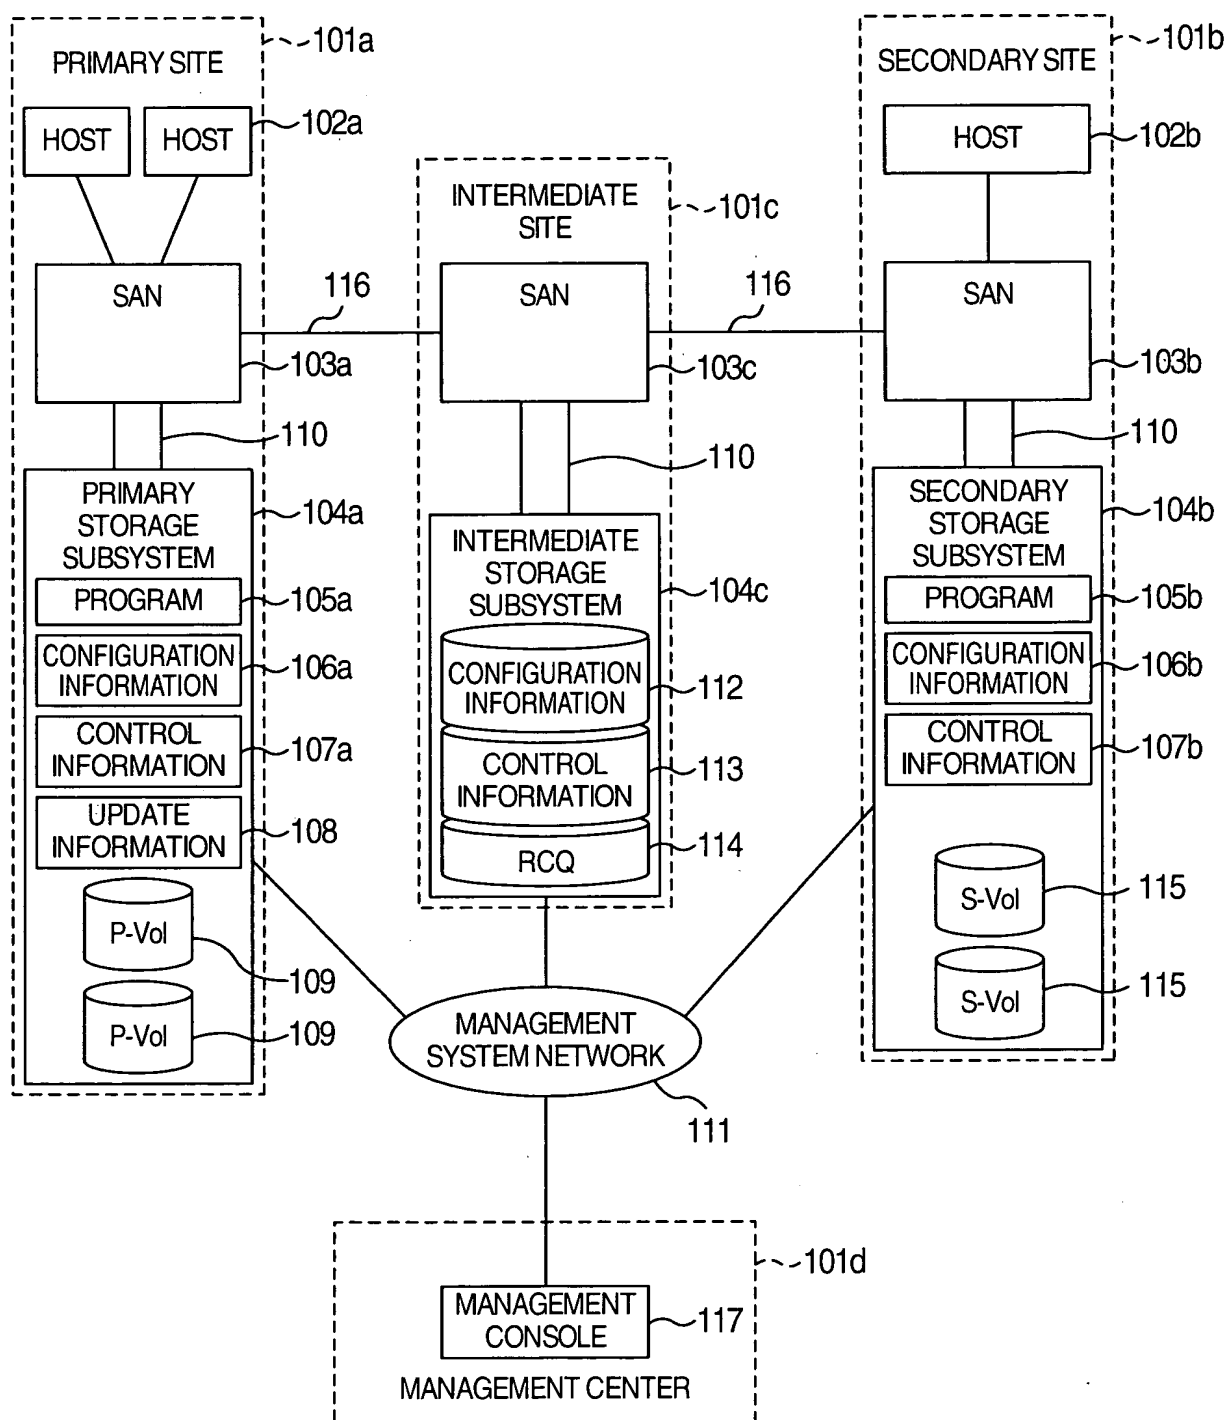 101a
PRIMARY SITE
HOST
HOST
102a
SAN
103a
110
PRIMARY
STORAGE
SUBSYSTEM
104a
PROGRAM
105a
CONFIGURATION
INFORMATION
106a
CONTROL
INFORMATION
107a
UPDATE
INFORMATION
108
P-Vol
109
P-Vol
109
116
INTERMEDIATE
SITE
101c
SAN
103c
110
INTERMEDIATE
STORAGE
SUBSYSTEM
104c
CONFIGURATION
INFORMATION
112
CONTROL
INFORMATION
113
RCQ
114
116
101b
SECONDARY SITE
HOST
102b
SAN
103b
110
SECONDARY
STORAGE
SUBSYSTEM
104b
PROGRAM
105b
CONFIGURATION
INFORMATION
106b
CONTROL
INFORMATION
107b
S-Vol
115
S-Vol
115
MANAGEMENT
SYSTEM NETWORK
111
101d
MANAGEMENT
CONSOLE
117
MANAGEMENT CENTER